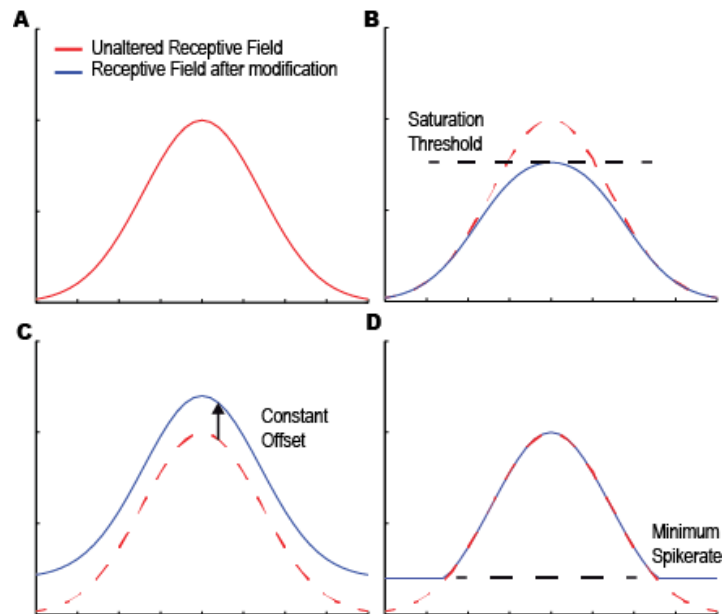 A
Unaltered Receptive Field
Receptive Field after modification
B
Saturation
Threshold
C
Constant
Offset
D
Minimum
Spikerate